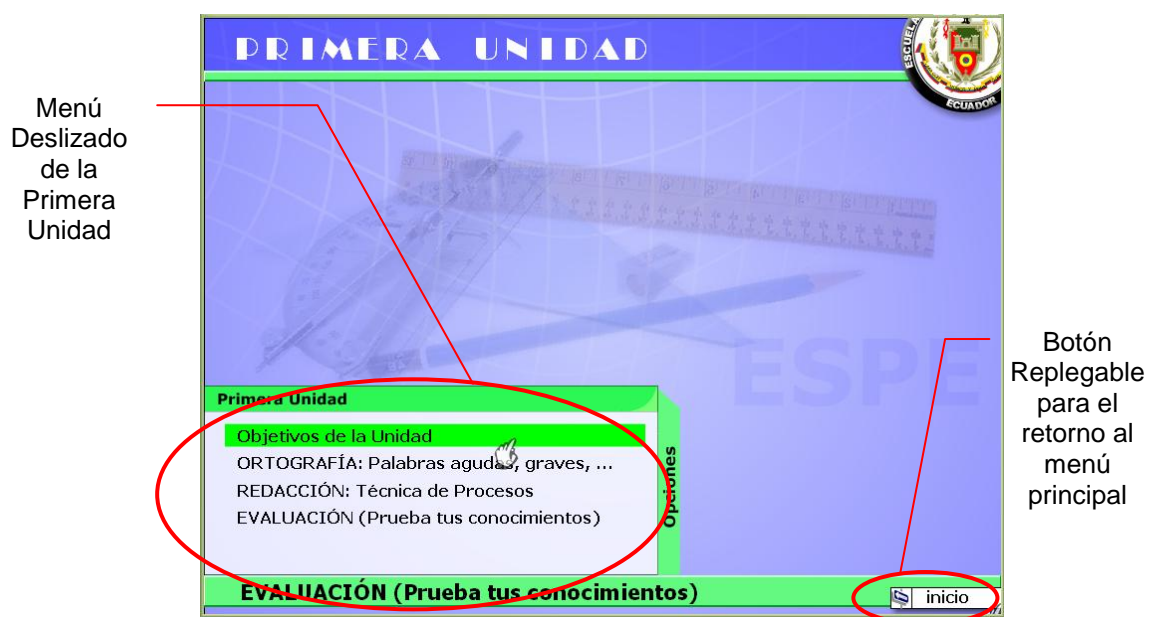 PRIMERA UNIDAD
ESCUELA
ECUADOR
Menú
Deslizado
de la
Primera
Unidad
ESPE
Botón
Replegable
para el
retorno al
menú
principal
Primera Unidad
Objetivos de la Unidad
ORTOGRAFÍA: Palabras agudas, graves, ...
REDACCIÓN: Técnica de Procesos
EVALUACIÓN (Prueba tus conocimientos)
Opciones
EVALUACIÓN (Prueba tus conocimientos)
inicio